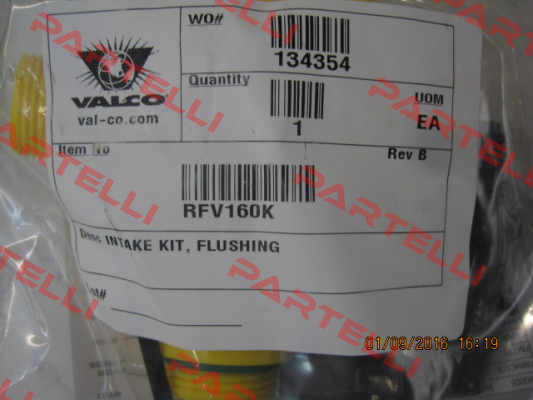 WO#
134354
VALCO
val-co.com
Quantity
1
UOM
EA
Item No
Rev B
RFV160K
Desc INTAKE KIT, FLUSHING
Lot#
01/09/2016 16:19
PARTELLI
PARTELLI
PARTELLI
PARTELLI
PARTELLI